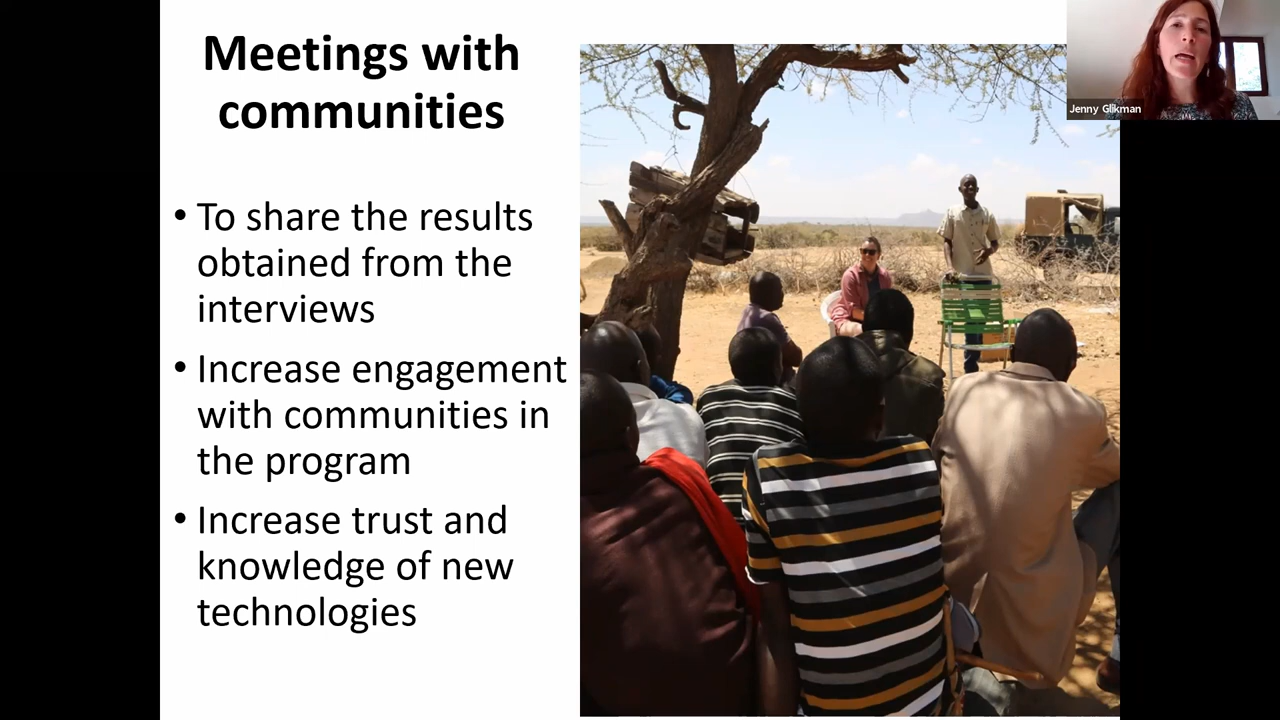 Meetings with
communities
• To share the results
obtained from the
interviews
• Increase engagement
with communities in
the program
• Increase trust and
knowledge of new
technologies
Jenny Glikman